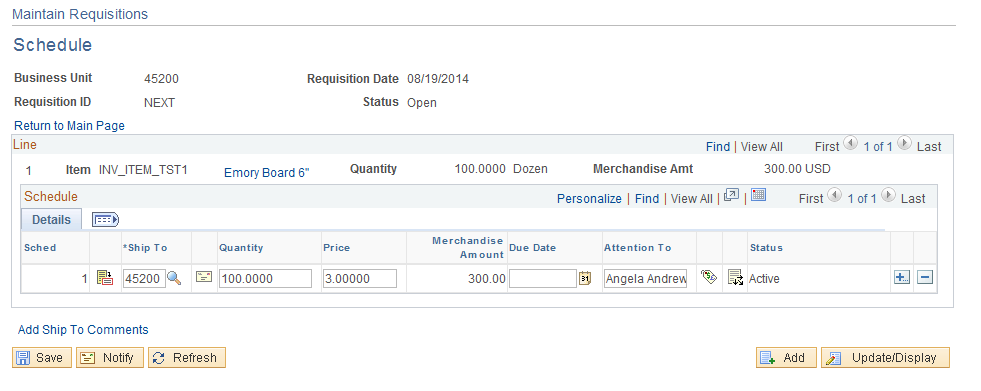 Maintain Requisitions
Schedule
Business Unit 45200 Requisition Date 08/19/2014
Requisition ID NEXT Status Open
Return to Main Page
Line Find | View All First 1 of 1 Last
1 Item INV_ITEM_TST1 Emory Board 6" Quantity 100.0000 Dozen Merchandise Amt 300.00 USD
Schedule Personalize | Find | View All | | First 1 of 1 Last
Details
Sched *Ship To Quantity Price Merchandise Amount Due Date Attention To Status
1 45200 100.0000 3.00000 300.00 31 Angela Andrew Active
Add Ship To Comments
Save Notify Refresh Add Update/Display